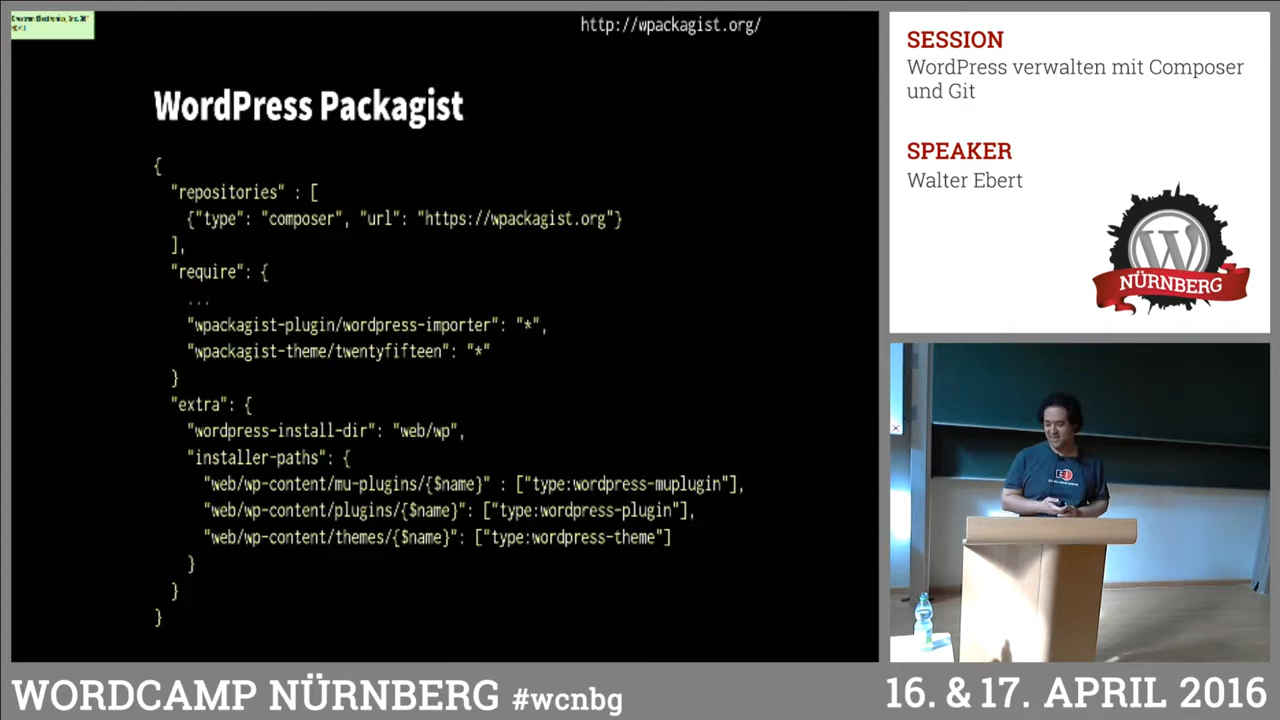 http://wpackagist.org/
WordPress Packagist
{
"repositories" : [
{"type": "composer", "url": "https://wpackagist.org"}
],
"require": {
...
"wpackagist-plugin/wordpress-importer": "*",
"wpackagist-theme/twentyfifteen": "*"
}
"extra": {
"wordpress-install-dir": "web/wp",
"installer-paths": {
"web/wp-content/mu-plugins/{$name}" : ["type:wordpress-muplugin"],
"web/wp-content/plugins/{$name}": ["type:wordpress-plugin"],
"web/wp-content/themes/{$name}": ["type:wordpress-theme"]
}
}
}
SESSION
WordPress verwalten mit Composer
und Git
SPEAKER
Walter Ebert
W
NÜRNBERG
WORDCAMP NÜRNBERG #wcnbg
16. & 17. APRIL 2016